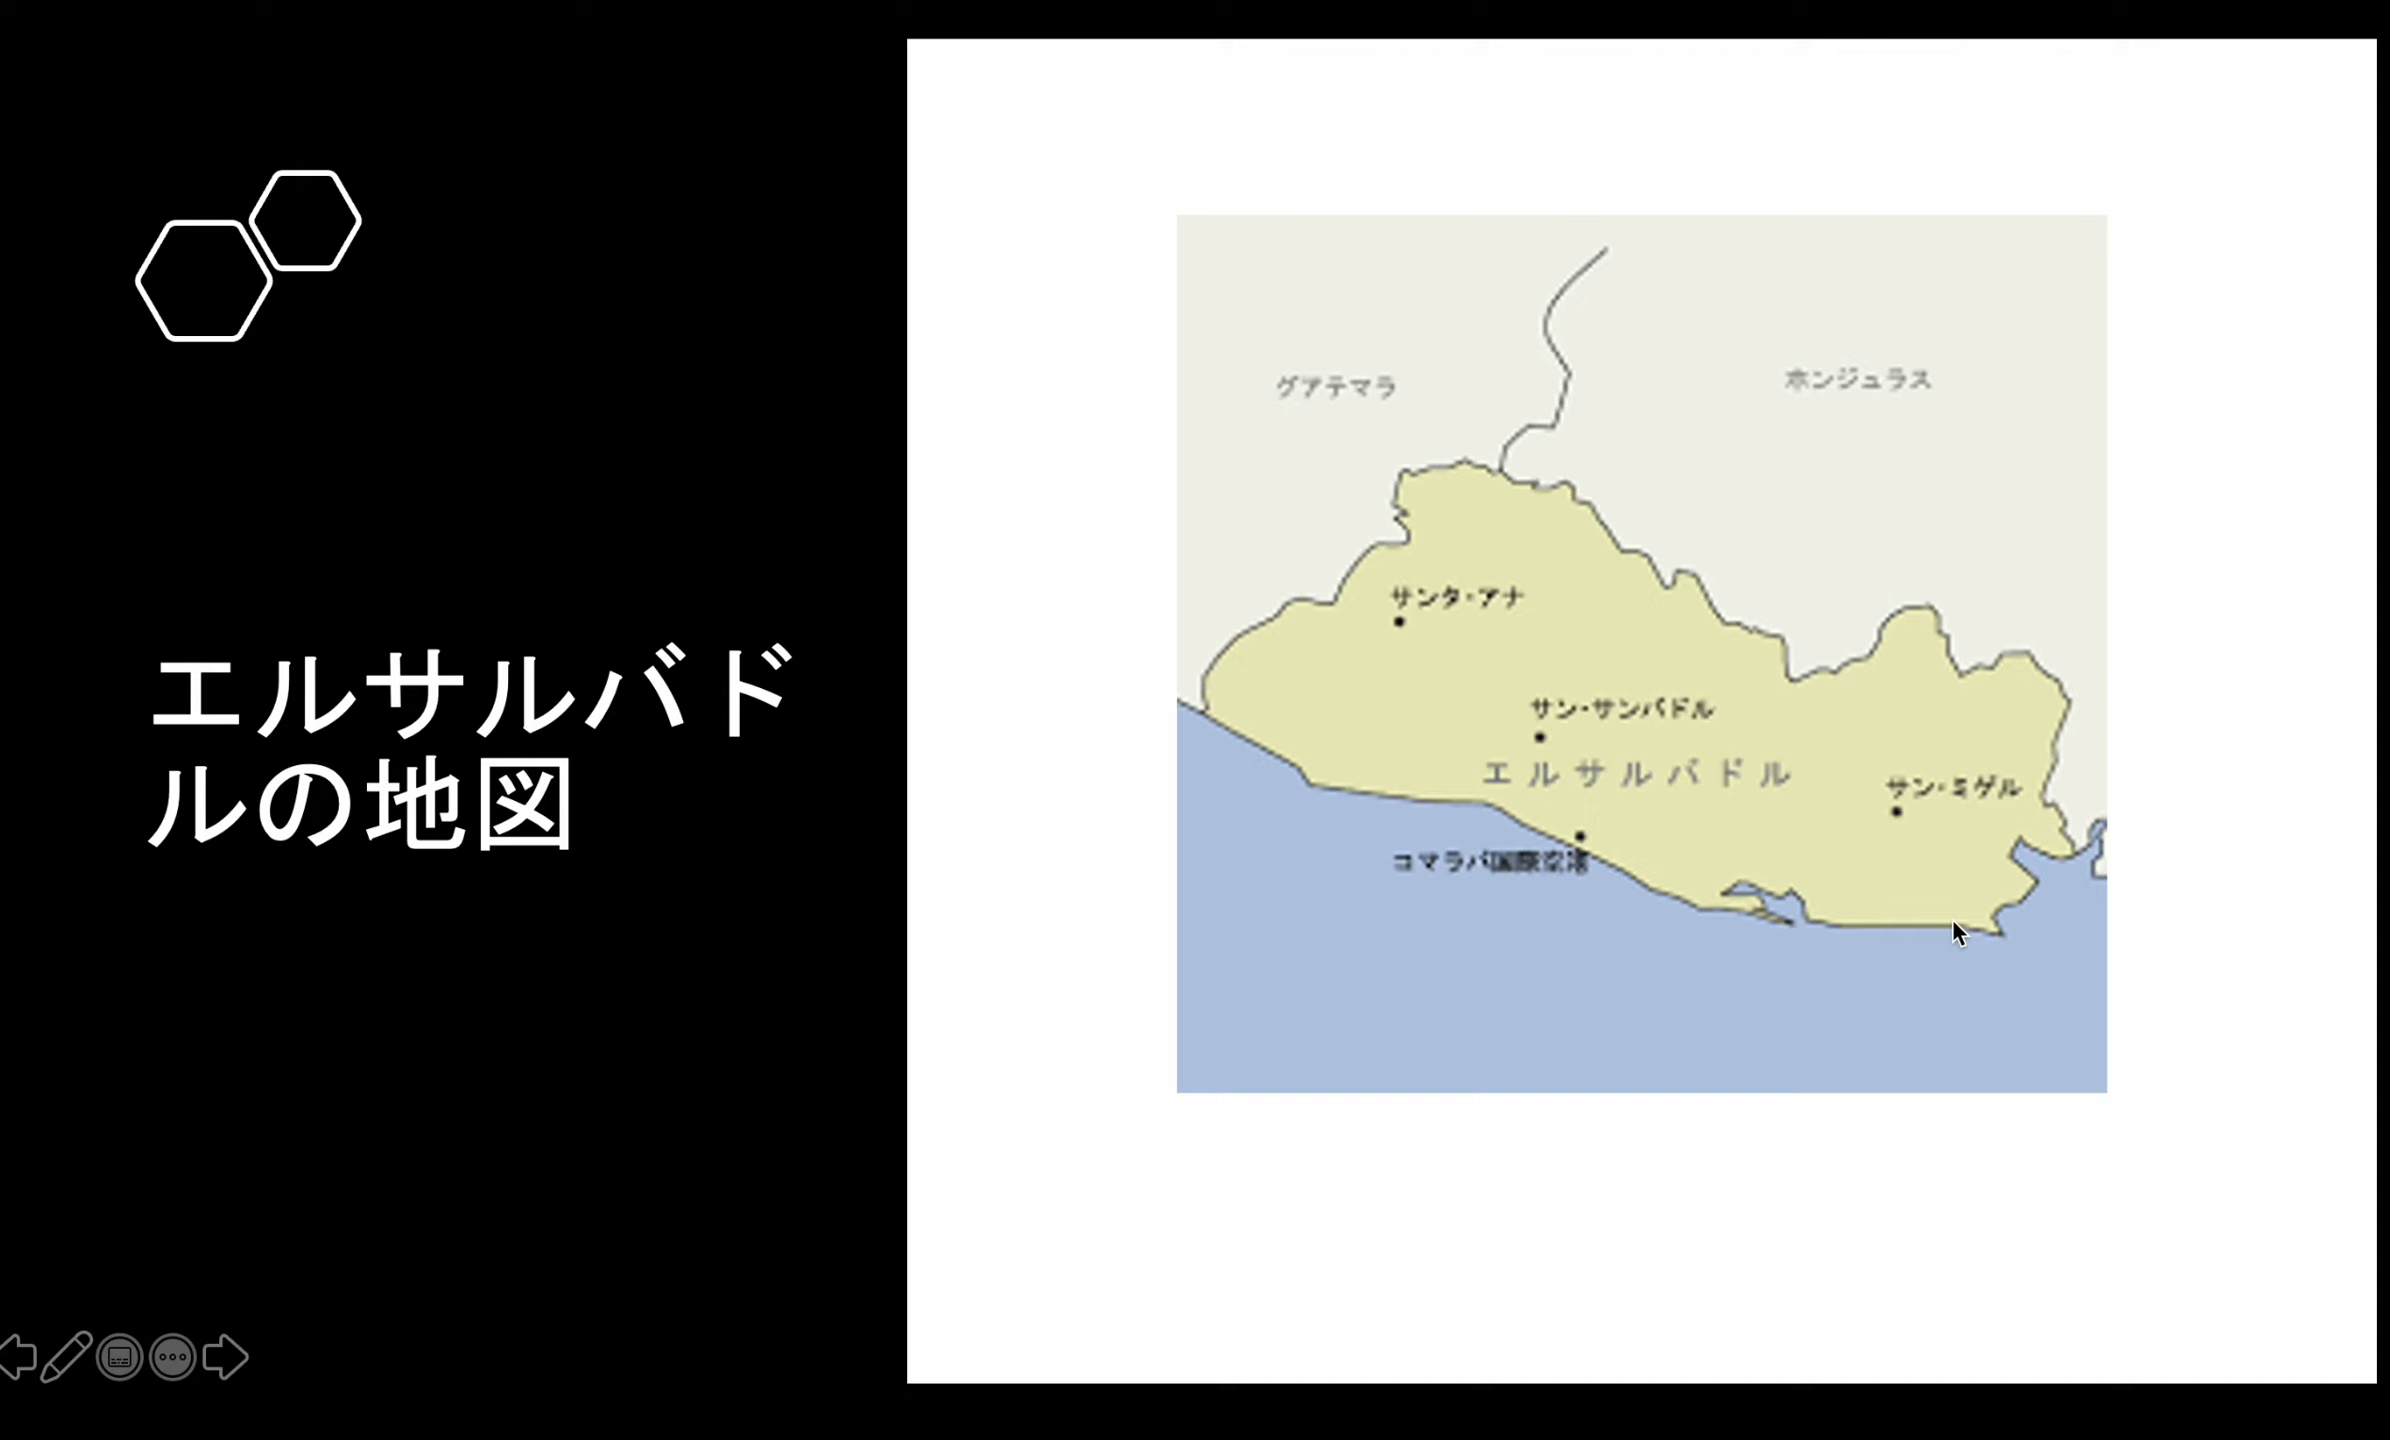 エルサルバド
ルの地図
グアテマラ
ホンジュラス
サンタ・アナ
サン・サンバドル
エルサルバドル
サン・ミゲル
コマラパ国際空港